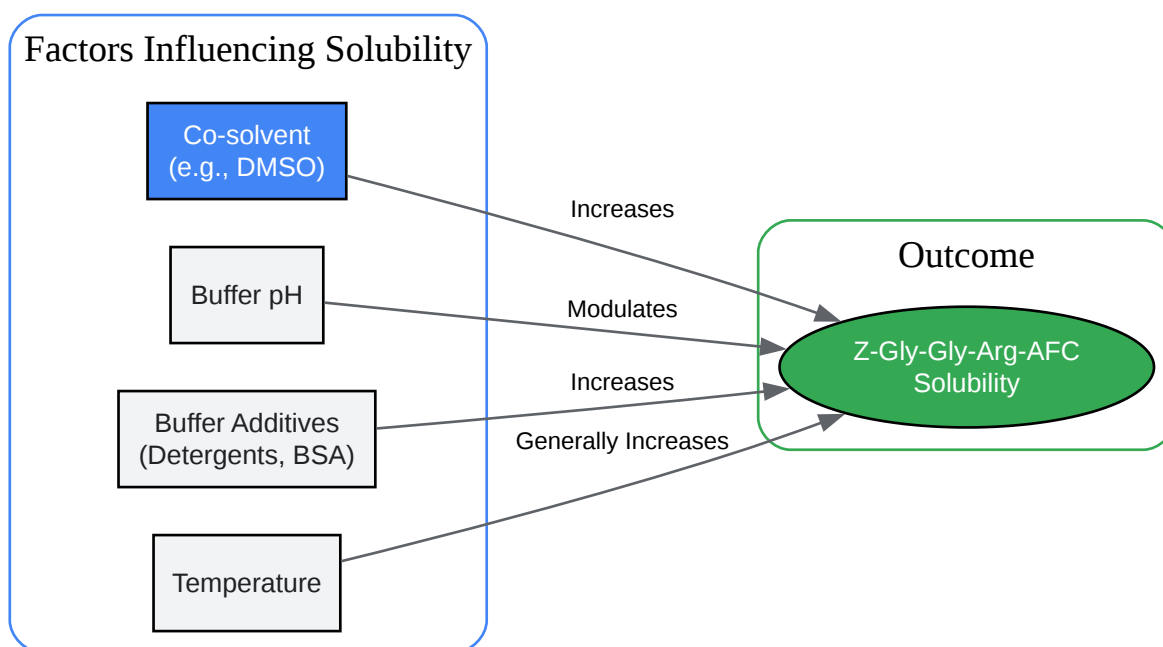 Factors Influencing Solubility
Co-solvent
(e.g., DMSO)
Increases
Buffer pH
Modulates
Buffer Additives
(Detergents, BSA)
Increases
Temperature
Generally Increases
Outcome
Z-Gly-Gly-Arg-AFC
Solubility